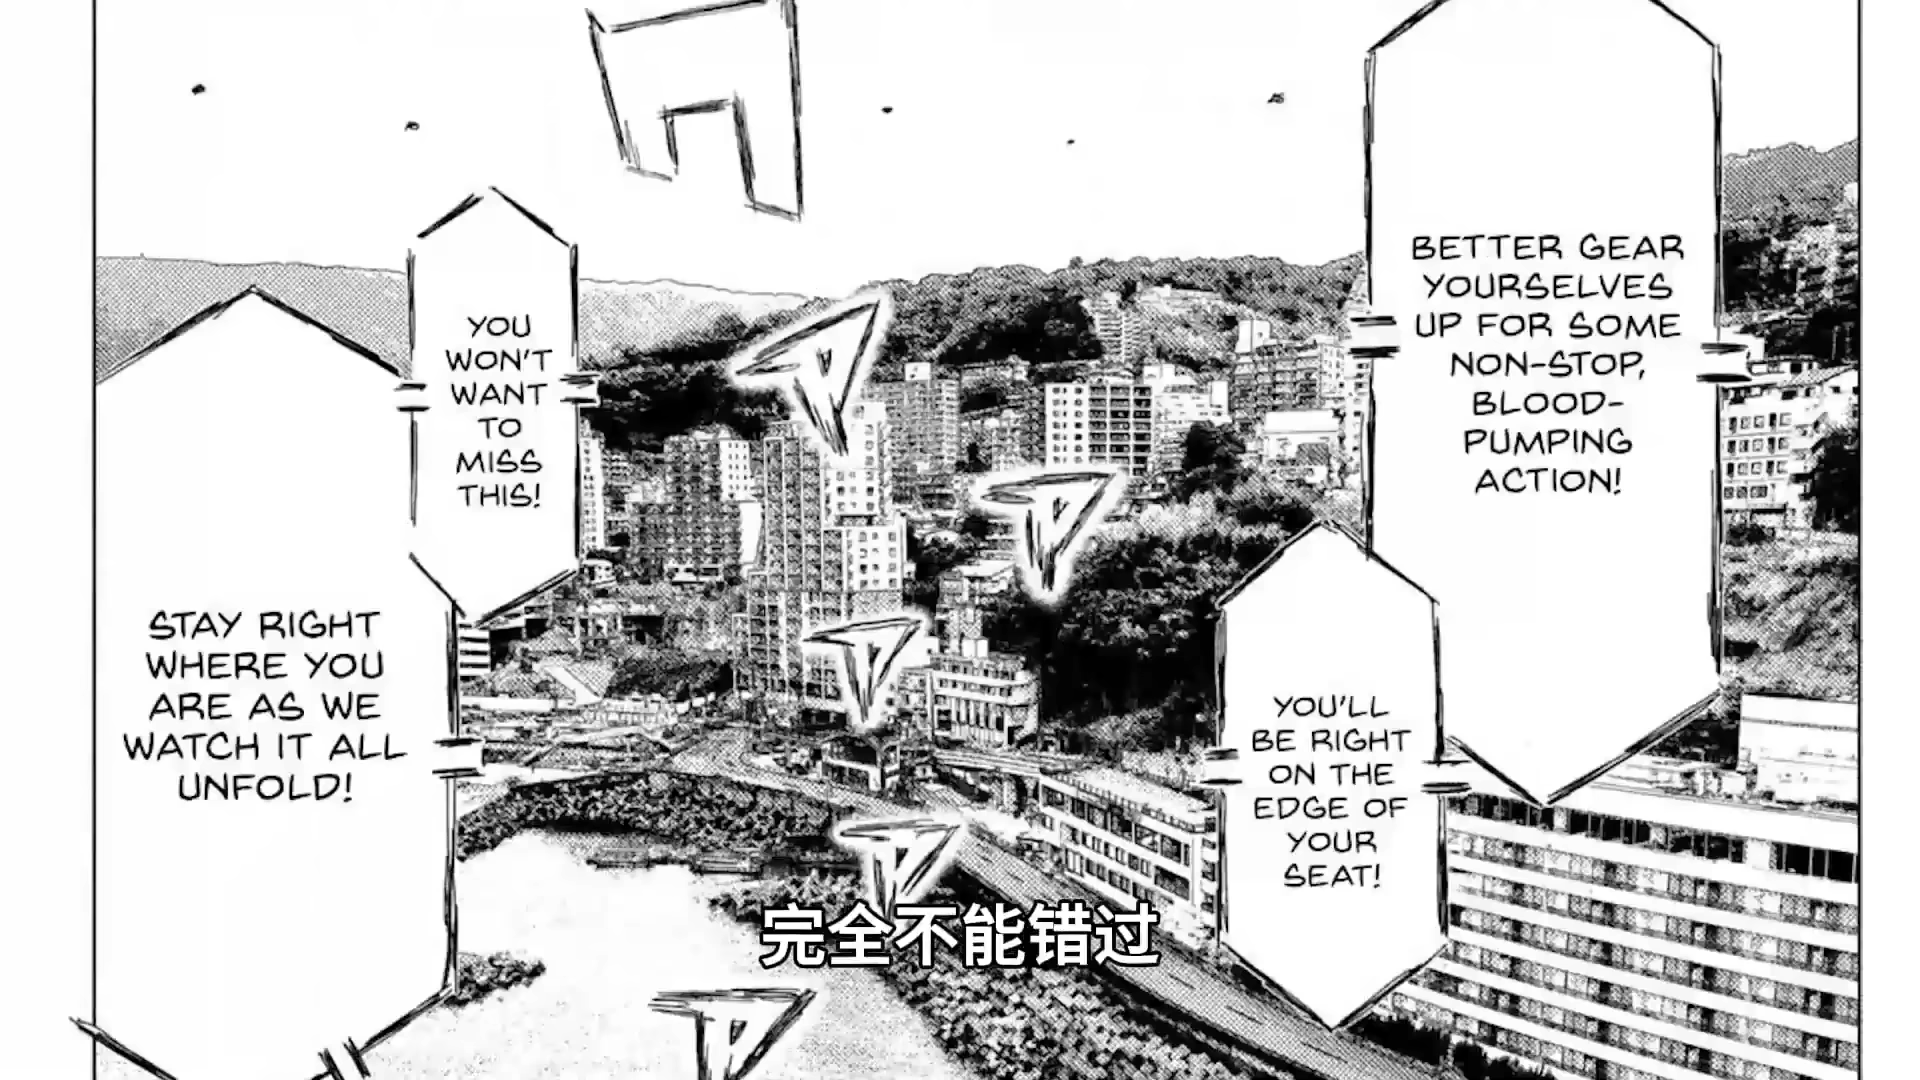 BETTER GEAR
YOURSELVES
UP FOR SOME
NON-STOP,
BLOOD-
PUMPING
ACTION!
YOU'LL
BE RIGHT
ON THE
EDGE OF
YOUR
SEAT!
YOU
WON'T
WANT
TO
MISS
THIS!
STAY RIGHT
WHERE YOU
ARE AS WE
WATCH IT ALL
UNFOLD!
完全不能错过